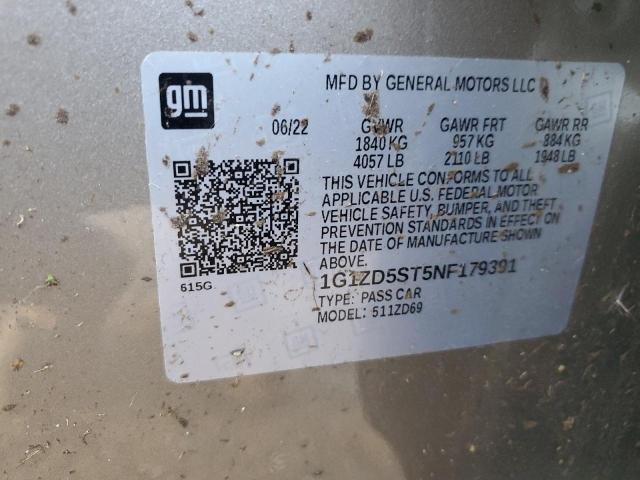 gm
MFD BY GENERAL MOTORS LLC
06/22 GVWR GAWR FRT GAWR RR
1840 KG 957 KG 884 KG
4057 LB 2110 LB 1948 LB
THIS VEHICLE CONFORMS TO ALL
APPLICABLE U.S. FEDERAL MOTOR
VEHICLE SAFETY, BUMPER, AND THEFT
PREVENTION STANDARDS IN EFFECT ON
THE DATE OF MANUFACTURE SHOWN
ABOVE.
615G
1G1ZD5ST5NF179391
TYPE: PASS CAR
MODEL: 511ZD69